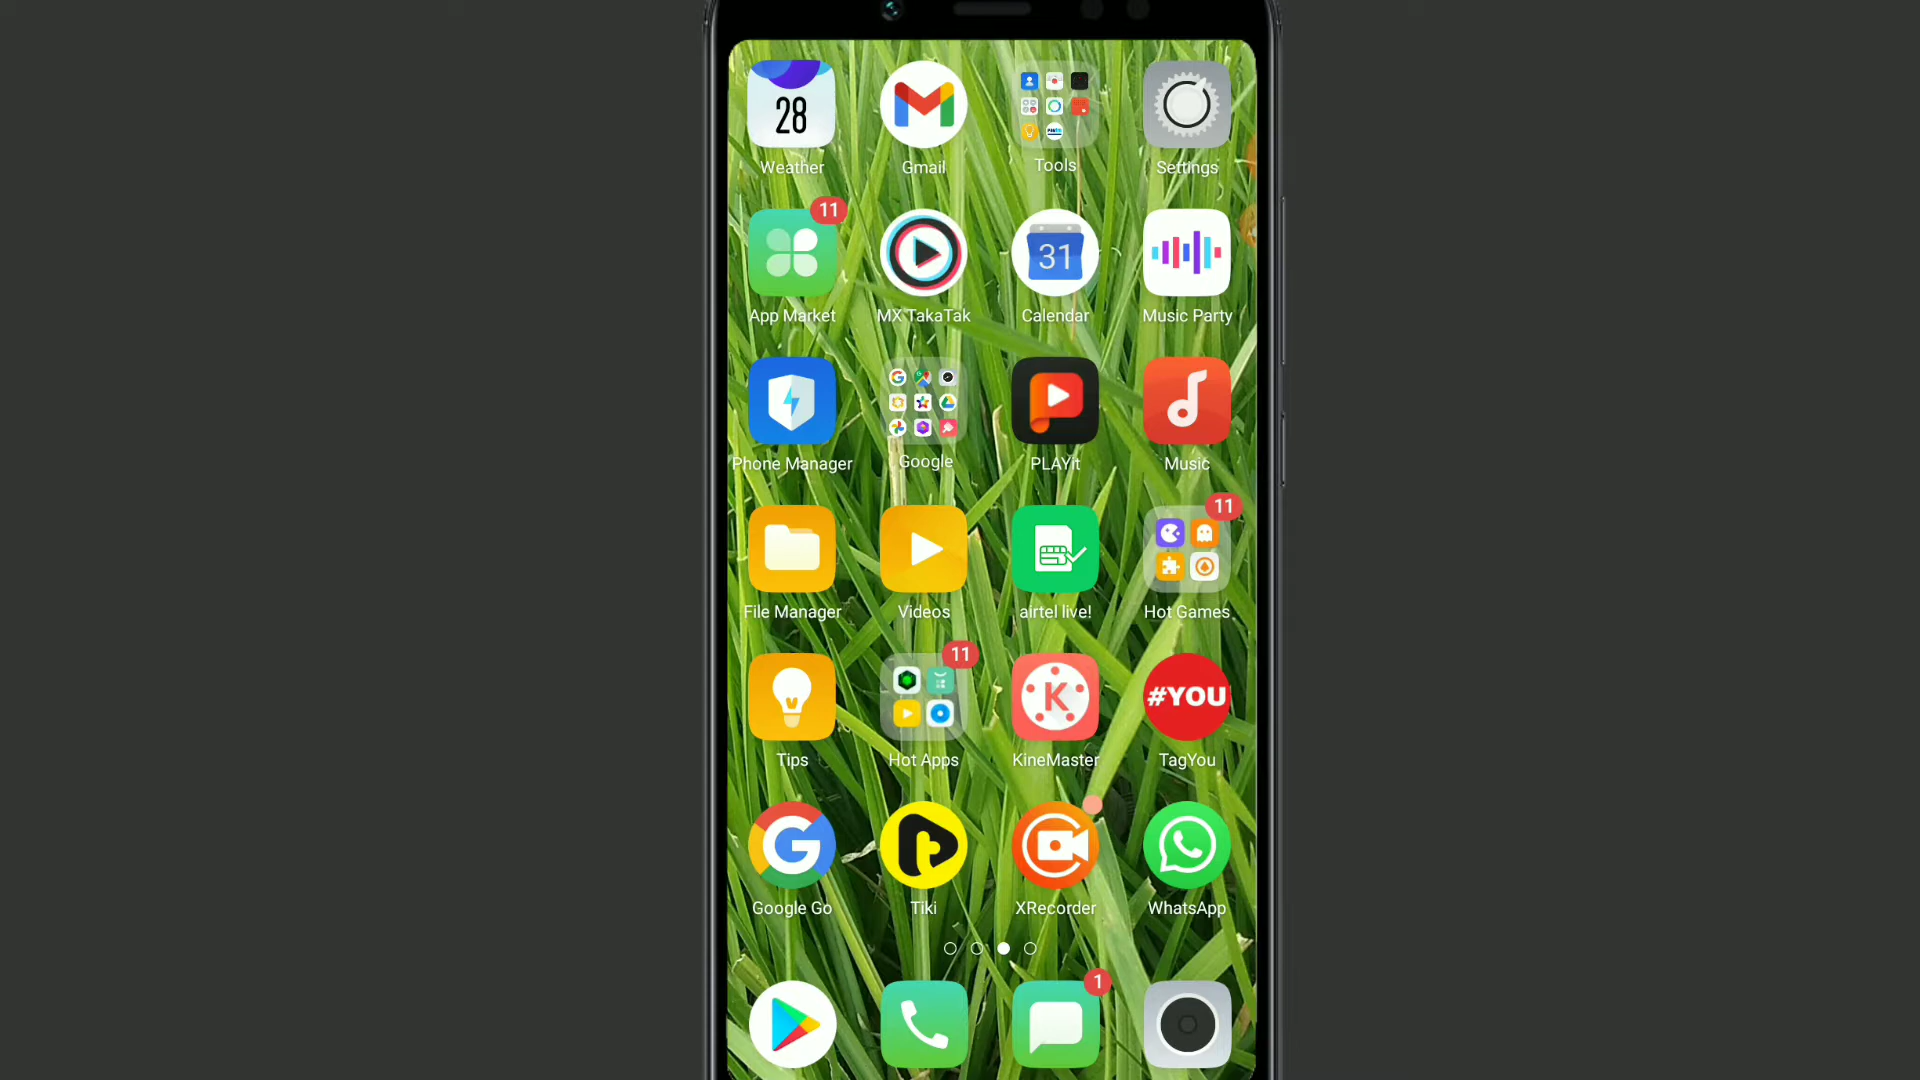 28
Weather
Gmail
Tools
Settings
11
31
App Market
MX TakaTak
Calendar
Music Party
Phone Manager
Google
PLAYit
Music
11
File Manager
Videos
airtel live!
Hot Games
11
K
#YOU
Tips
Hot Apps
KineMaster
TagYou
Google Go
Tiki
XRecorder
WhatsApp
1